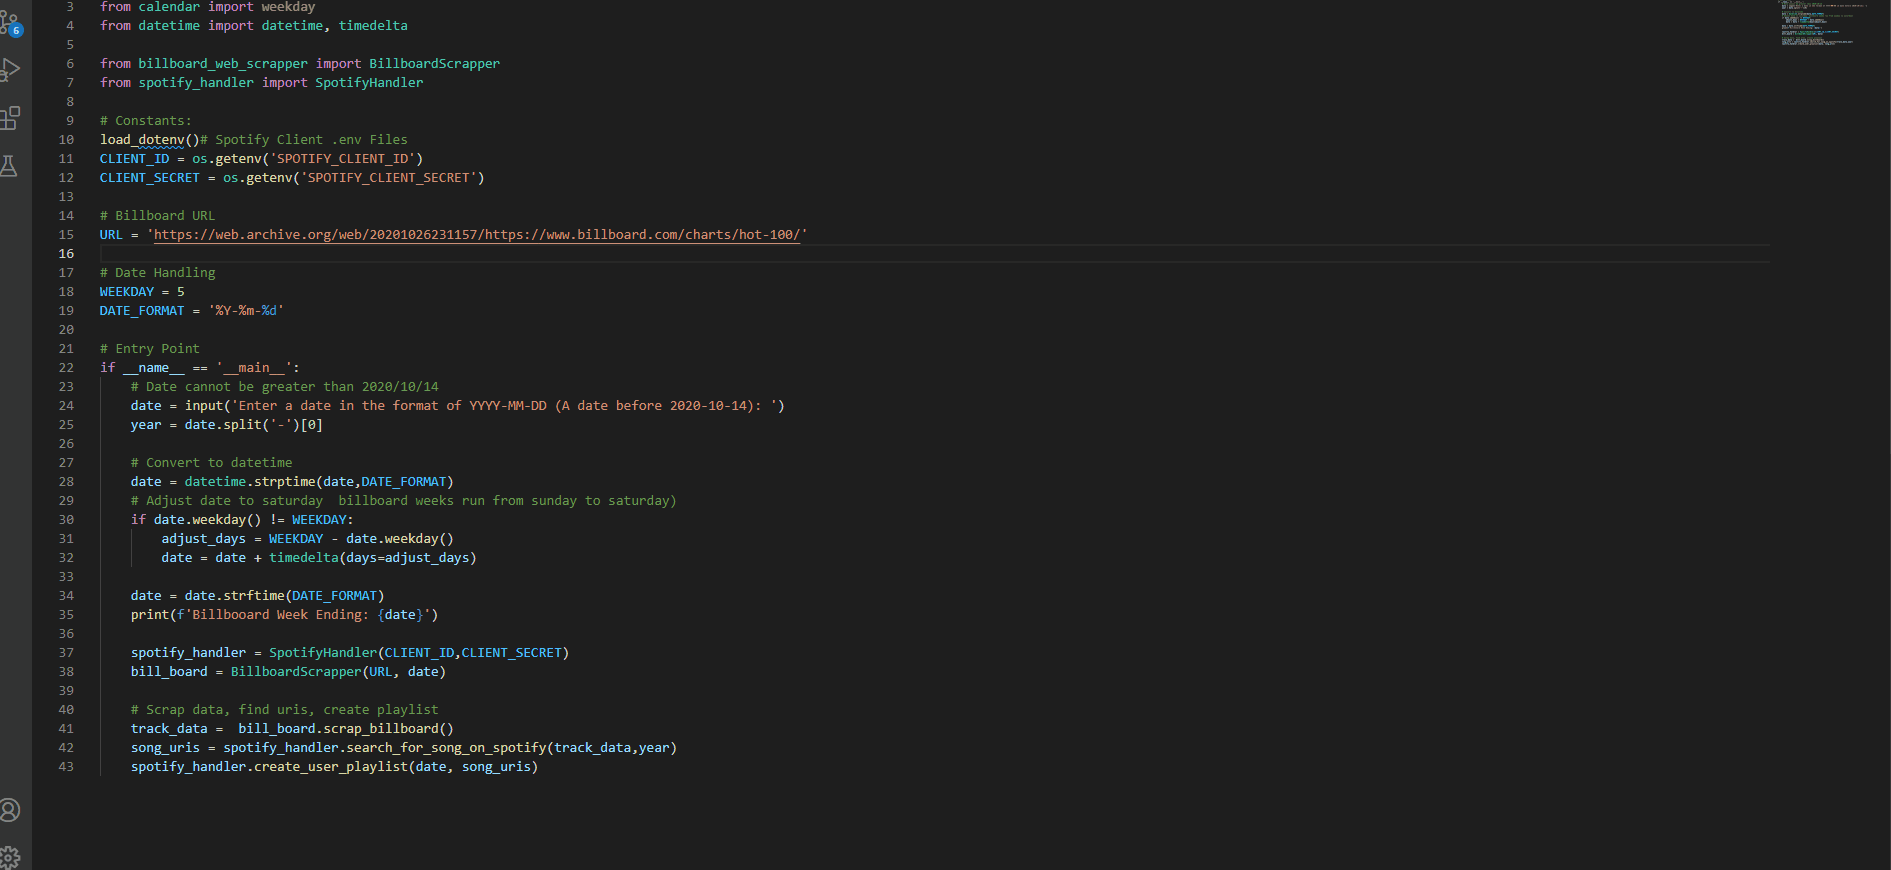 6
3 from calendar import weekday
4 from datetime import datetime, timedelta
5
6 from billboard_web_scrapper import BillboardScrapper
7 from spotify_handler import SpotifyHandler
8
9 # Constants:
10 load_dotenv()# Spotify Client .env Files
11 CLIENT_ID = os.getenv('SPOTIFY_CLIENT_ID')
12 CLIENT_SECRET = os.getenv('SPOTIFY_CLIENT_SECRET')
13
14 # Billboard URL
15 URL = 'https://web.archive.org/web/20201026231157/https://www.billboard.com/charts/hot-100/'
16
17 # Date Handling
18 WEEKDAY = 5
19 DATE_FORMAT = '%Y-%m-%d'
20
21 # Entry Point
22 if __name__ == '__main__':
23     # Date cannot be greater than 2020/10/14
24     date = input('Enter a date in the format of YYYY-MM-DD (A date before 2020-10-14): ')
25     year = date.split('-')[0]
26
27     # Convert to datetime
28     date = datetime.strptime(date,DATE_FORMAT)
29     # Adjust date to saturday  billboard weeks run from sunday to saturday)
30     if date.weekday() != WEEKDAY:
31         adjust_days = WEEKDAY - date.weekday()
32         date = date + timedelta(days=adjust_days)
33
34     date = date.strftime(DATE_FORMAT)
35     print(f'Billbooard Week Ending: {date}')
36
37     spotify_handler = SpotifyHandler(CLIENT_ID,CLIENT_SECRET)
38     bill_board = BillboardScrapper(URL, date)
39
40     # Scrap data, find uris, create playlist
41     track_data =  bill_board.scrap_billboard()
42     song_uris = spotify_handler.search_for_song_on_spotify(track_data,year)
43     spotify_handler.create_user_playlist(date, song_uris)